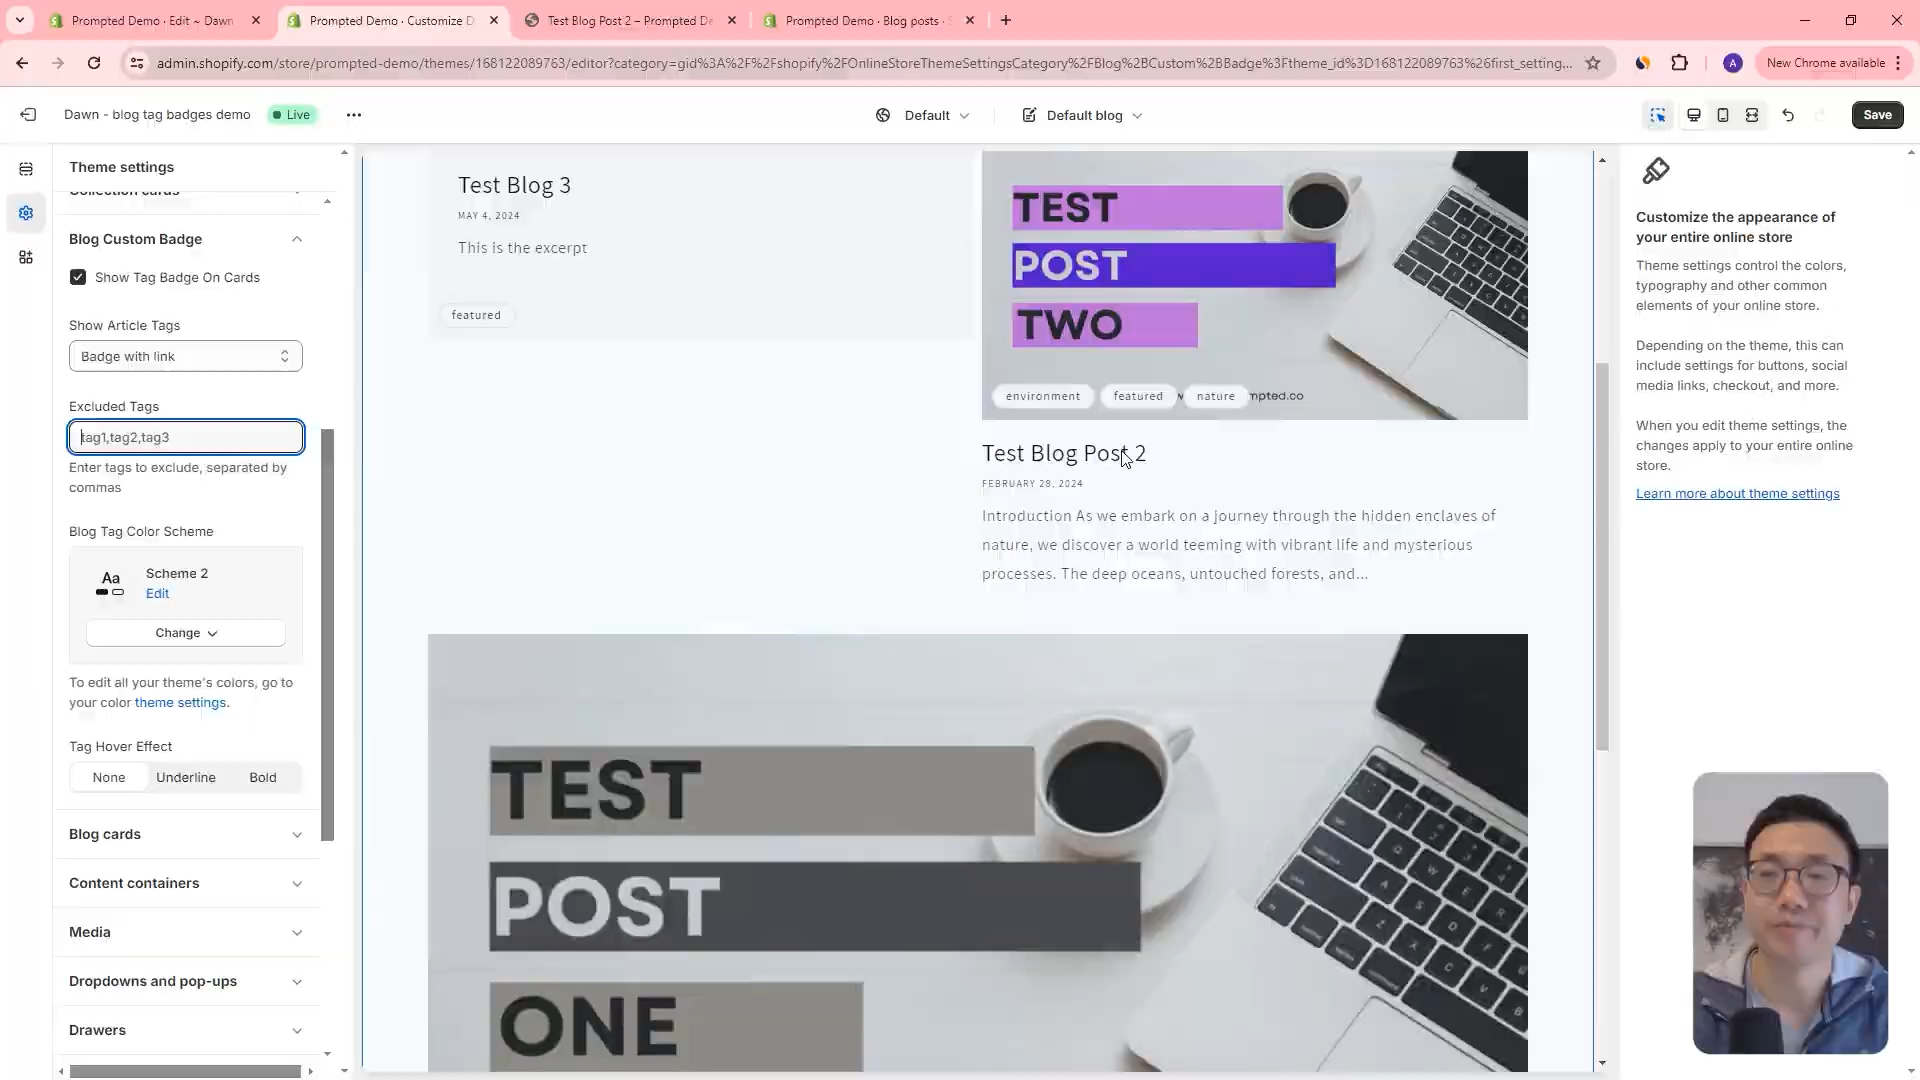 Prompted Demo · Edit ~ Dawn
Prompted Demo · Customize D
Test Blog Post 2 – Prompted De
Prompted Demo · Blog posts ·
admin.shopify.com/store/prompted-demo/themes/168122089763/editor?category=gid%3A%2F%2Fshopify%2FOnlineStoreThemeSettingsCategory%2FBlog%2BCustom%2BBadge%3Ftheme_id%3D168122089763%26first_setting...
A
New Chrome available
Dawn - blog tag badges demo
Live
Default
Default blog
Save
Theme settings
Collection cards
Blog Custom Badge
Show Tag Badge On Cards
Show Article Tags
Badge with link
Excluded Tags
tag1,tag2,tag3
Enter tags to exclude, separated by
commas
Blog Tag Color Scheme
Aa
Scheme 2
Edit
Change
To edit all your theme's colors, go to
your color theme settings.
Tag Hover Effect
None
Underline
Bold
Blog cards
Content containers
Media
Dropdowns and pop-ups
Drawers
Test Blog 3
MAY 4, 2024
This is the excerpt
featured
TEST
POST
TWO
environment
featured
nature
Test Blog Post 2
FEBRUARY 28, 2024
Introduction As we embark on a journey through the hidden enclaves of
nature, we discover a world teeming with vibrant life and mysterious
processes. The deep oceans, untouched forests, and...
TEST
POST
ONE
Customize the appearance of
your entire online store
Theme settings control the colors,
typography and other common
elements of your online store.
Depending on the theme, this can
include settings for buttons, social
media links, checkout, and more.
When you edit theme settings, the
changes apply to your entire online
store.
Learn more about theme settings